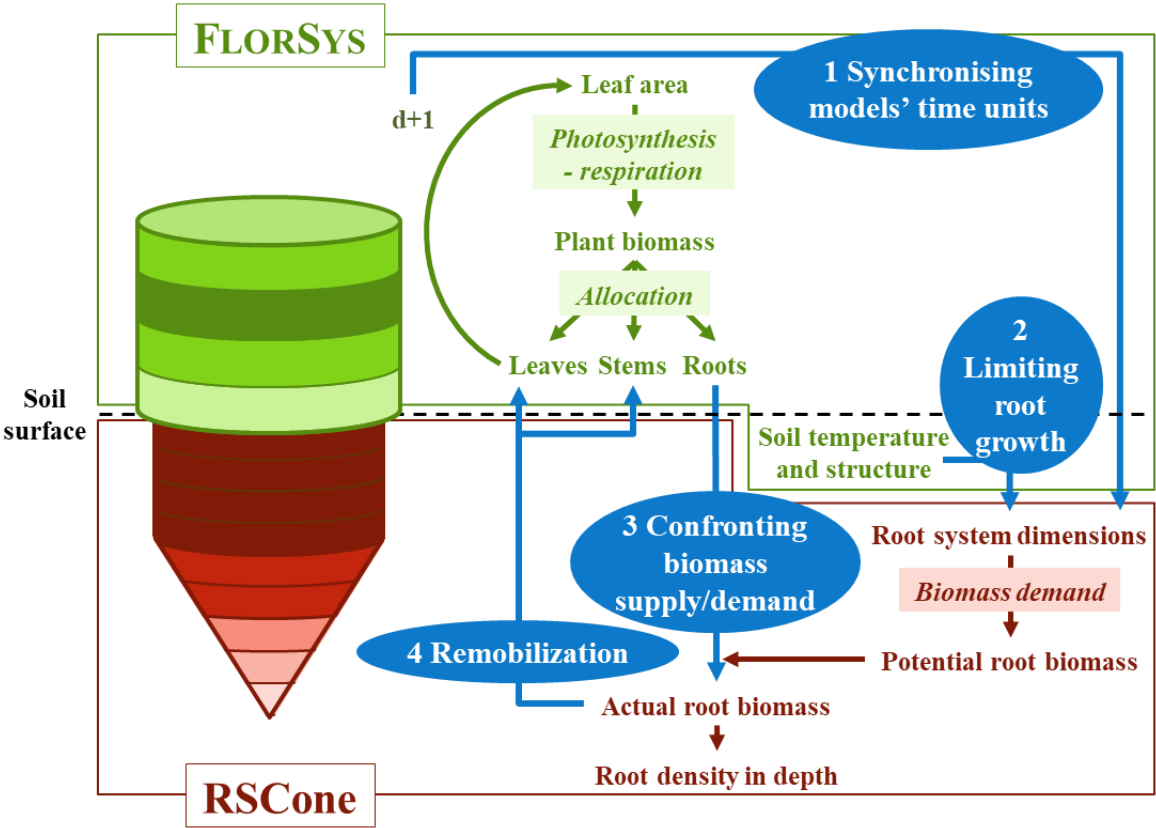 FLORSYS
1 Synchronising
models' time units
Leaf area
d+1
Photosynthesis
- respiration
Plant biomass
Allocation
Leaves Stems Roots
2
Limiting
root
growth
Soil
surface
Soil temperature
and structure
3 Confronting
biomass
supply/demand
Root system dimensions
Biomass demand
4 Remobilization
Potential root biomass
Actual root biomass
Root density in depth
RSCONE